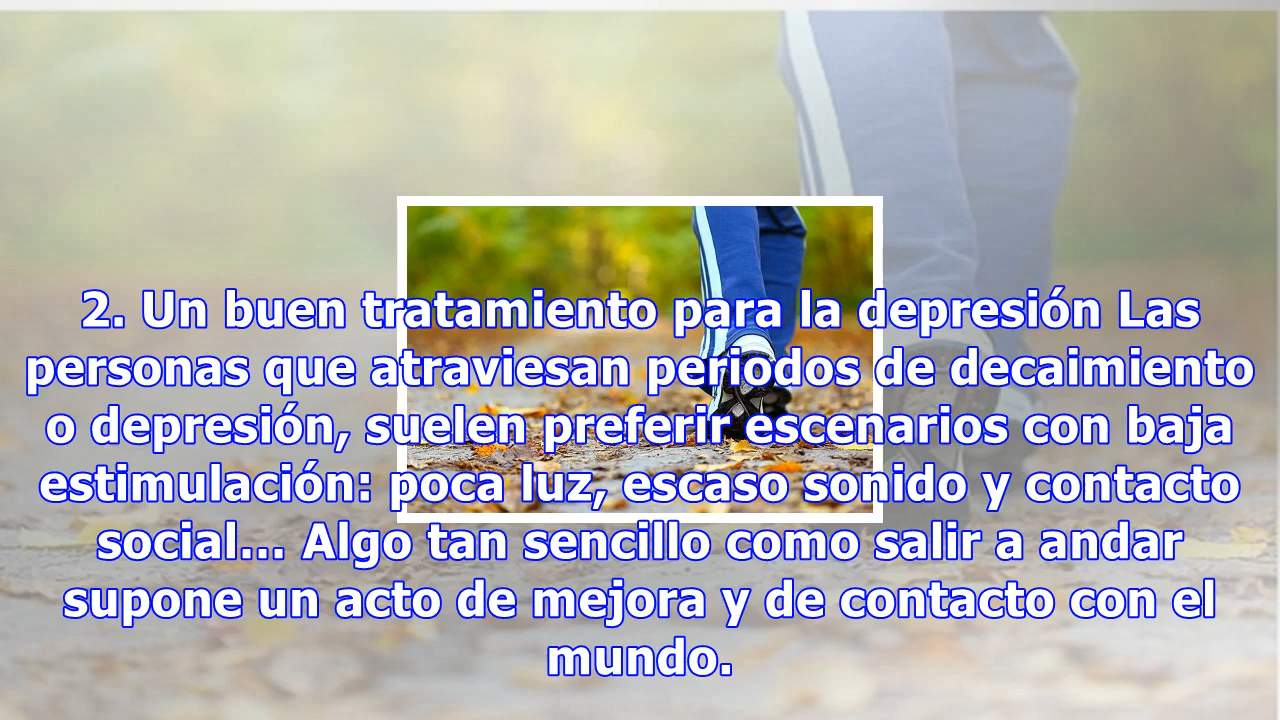 2. Un buen tratamiento para la depresión Las
personas que atraviesan periodos de decaimiento
o depresión, suelen preferir escenarios con baja
estimulación: poca luz, escaso sonido y contacto
social... Algo tan sencillo como salir a andar
supone un acto de mejora y de contacto con el
mundo.